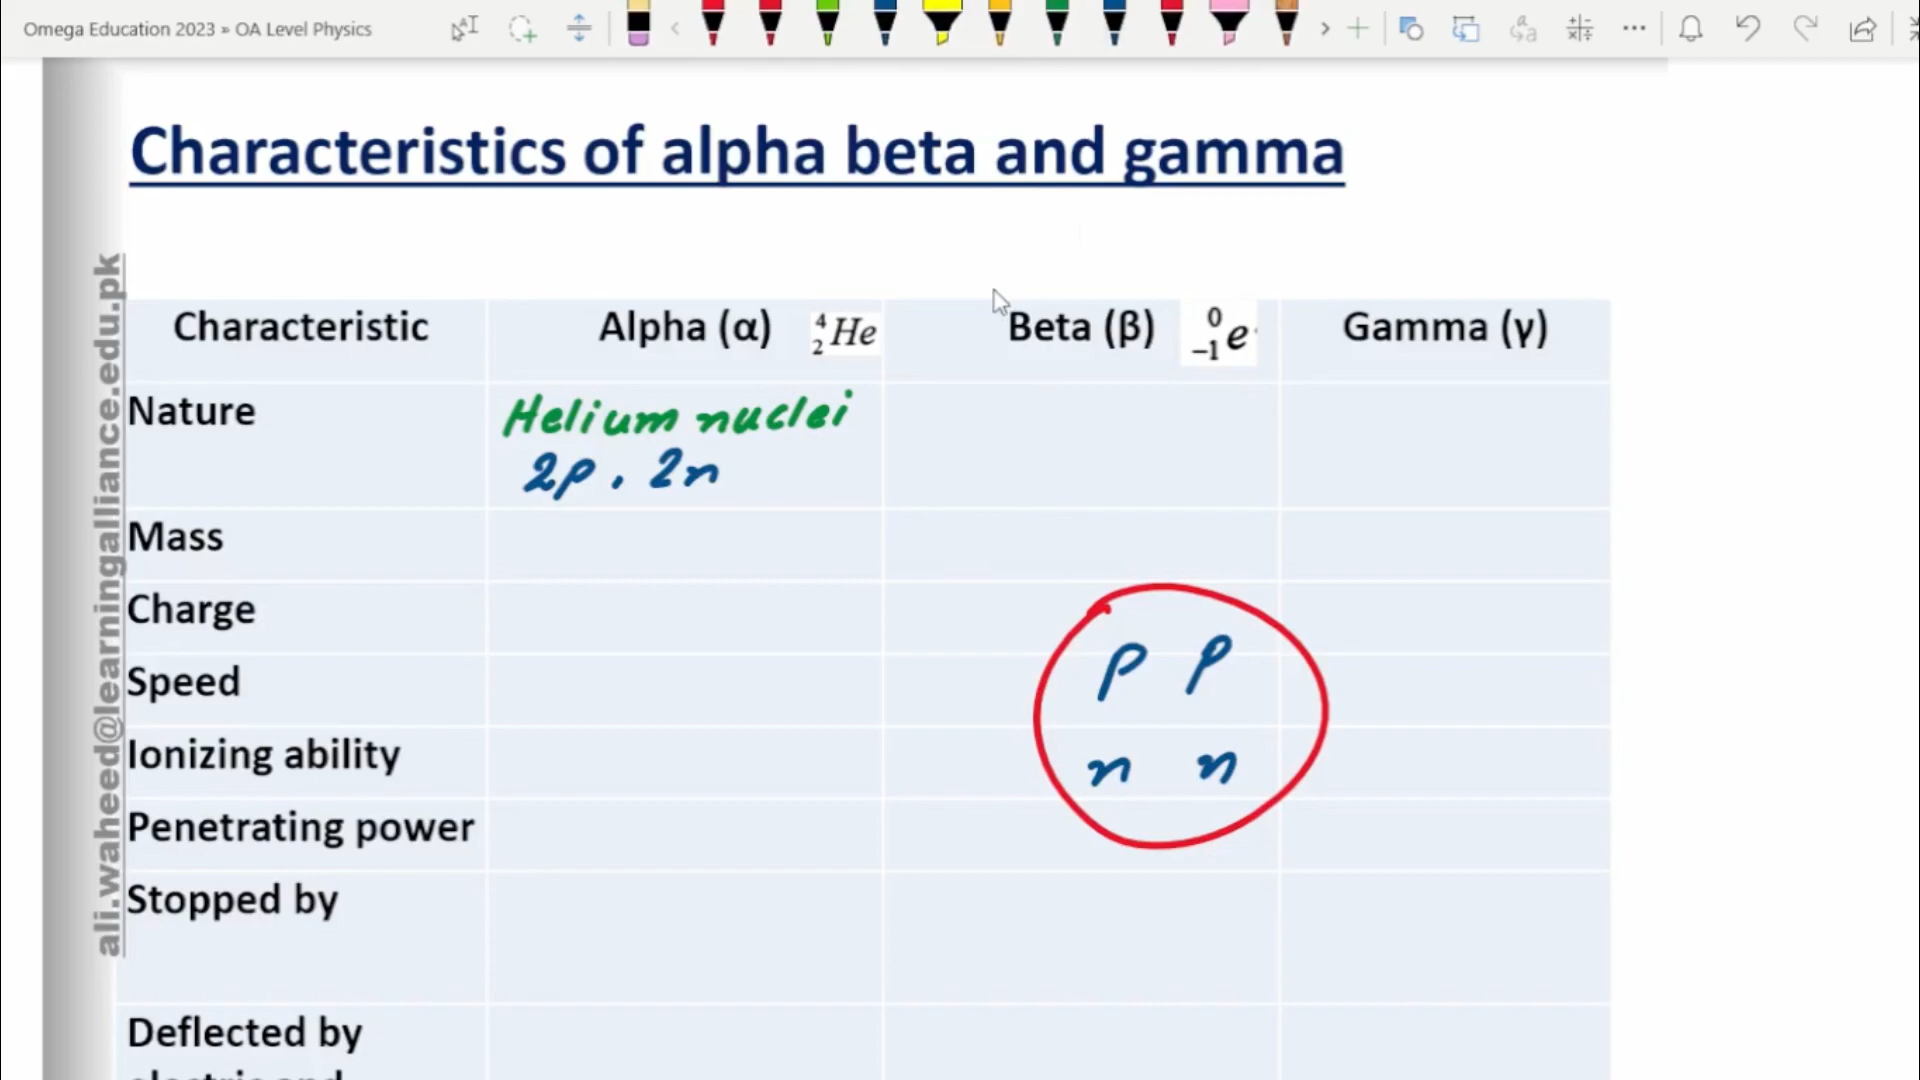 Omega Education 2023 » OA Level Physics
Characteristics of alpha beta and gamma
ali.waheed@learningalliance.edu.pk
Characteristic Alpha (α) ⁴₂He Beta (β) ⁰₋₁e Gamma (γ)
Nature Helium nuclei
2p, 2n
Mass
Charge
p p
Speed
Ionizing ability
n n
Penetrating power
Stopped by
Deflected by
electric and